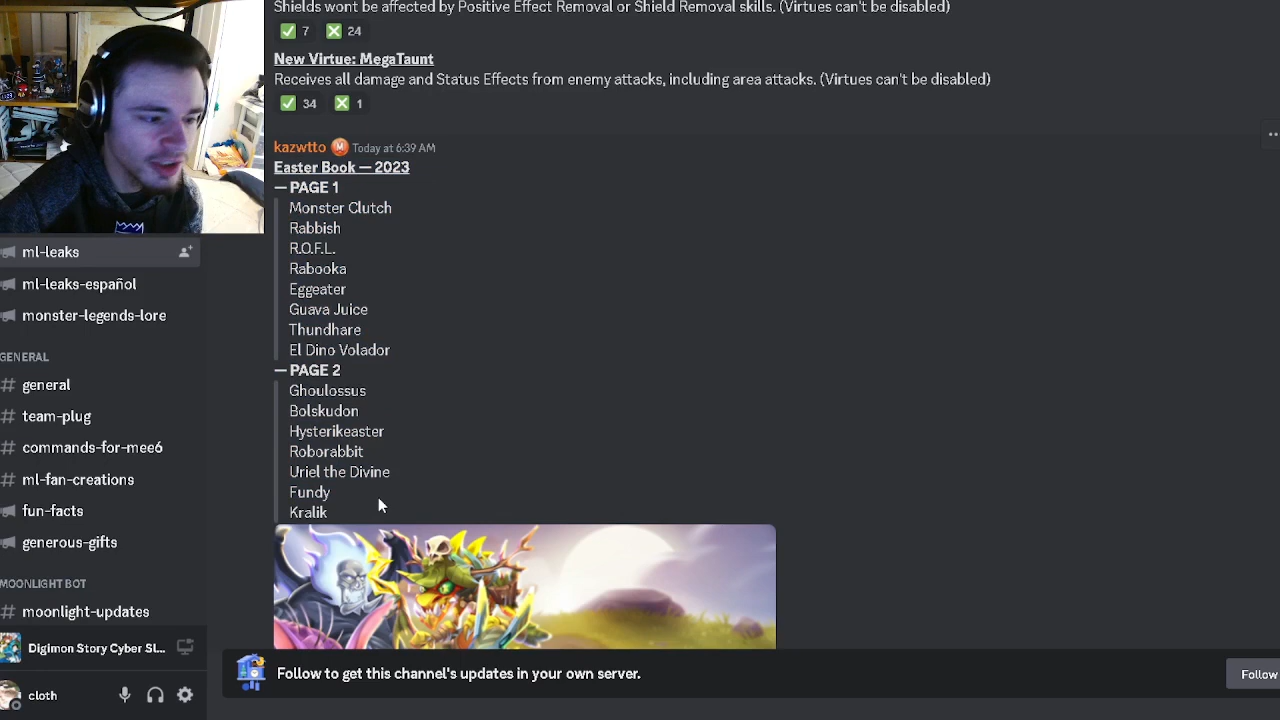 Shields wont be affected by Positive Effect Removal or Shield Removal skills. (Virtues can't be disabled)
7 24
New Virtue: MegaTaunt
Receives all damage and Status Effects from enemy attacks, including area attacks. (Virtues can't be disabled)
34 1
kazwtto Today at 6:39 AM
Easter Book — 2023
— PAGE 1
Monster Clutch
Rabbish
R.O.F.L.
Rabooka
Eggeater
Guava Juice
Thundhare
El Dino Volador
— PAGE 2
Ghoulossus
Bolskudon
Hysterikeaster
Roborabbit
Uriel the Divine
Fundy
Kralik
Follow to get this channel's updates in your own server.
Follow
ml-leaks
ml-leaks-español
monster-legends-lore
GENERAL
# general
# team-plug
# commands-for-mee6
# ml-fan-creations
fun-facts
generous-gifts
MOONLIGHT BOT
# moonlight-updates
Digimon Story Cyber Sl...
cloth